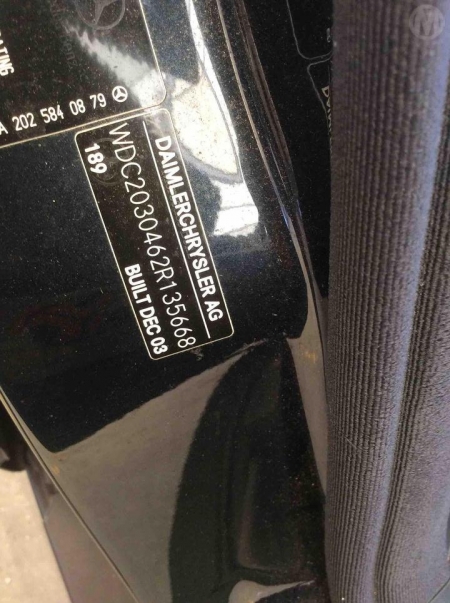 ATING
A 202 584 08 79
DAIMLERCHRYSLER AG
WDC2030462R135668
189
BUILT DEC 03